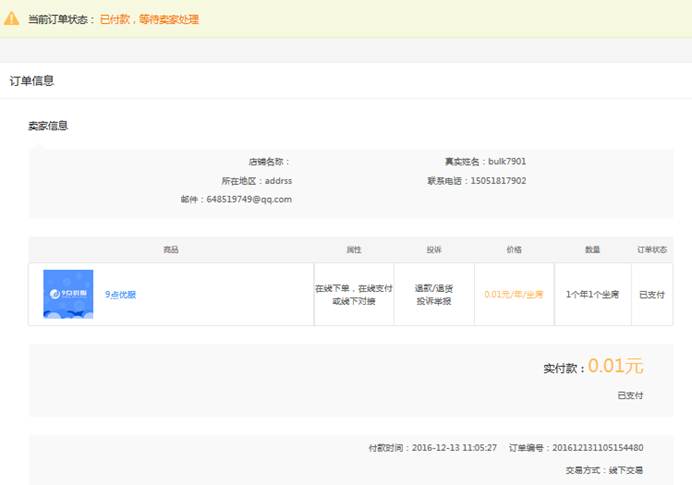 当前订单状态： 已付款，等待卖家处理
订单信息
卖家信息
店铺名称： 真实姓名：bulk7901
所在地区：addrss 联系电话：15051817902
邮件：648519749@qq.com
商品 属性 投诉 价格 数量 订单状态
9点优服 9点优服 在线下单，在线支付 退款/退货 0.01元/年/坐席 1个年1个坐席 已支付
或线下对接 投诉举报
实付款：0.01元
已支付
付款时间：2016-12-13 11:05:27 订单编号：201612131105154480
交易方式：线下交易